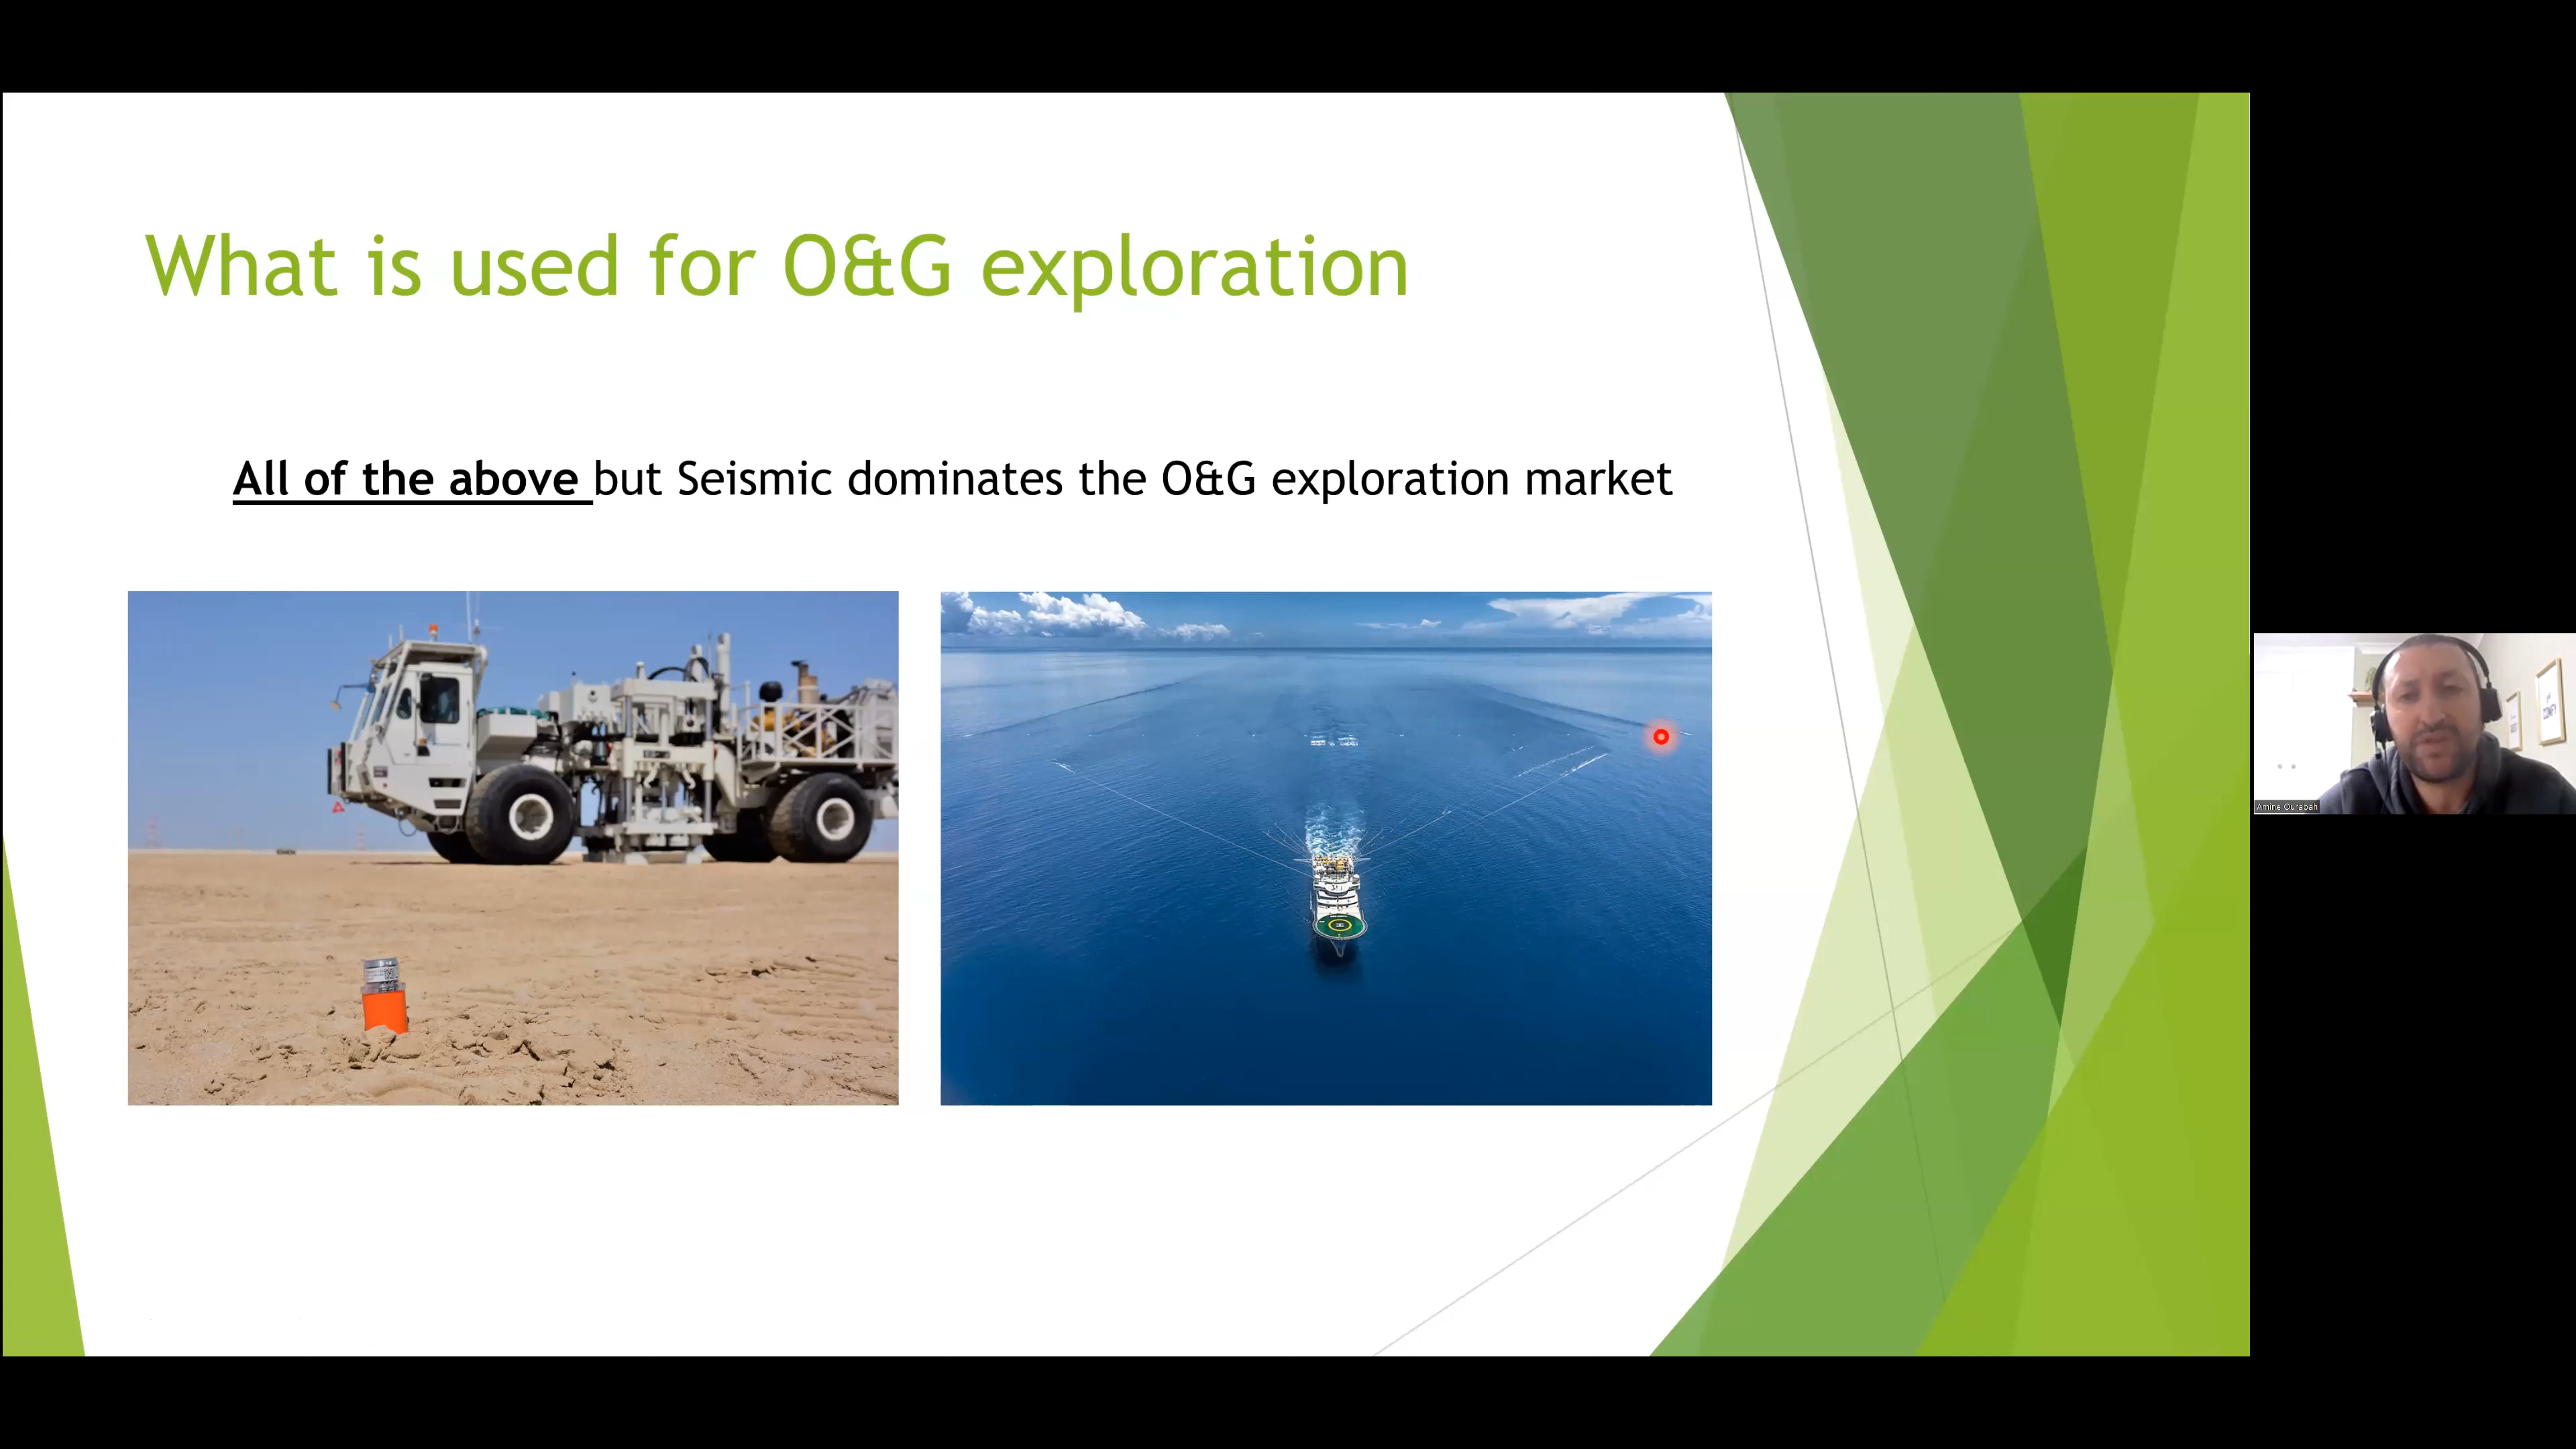 What is used for O&G exploration
All of the above but Seismic dominates the O&G exploration market
Amine Ourabah